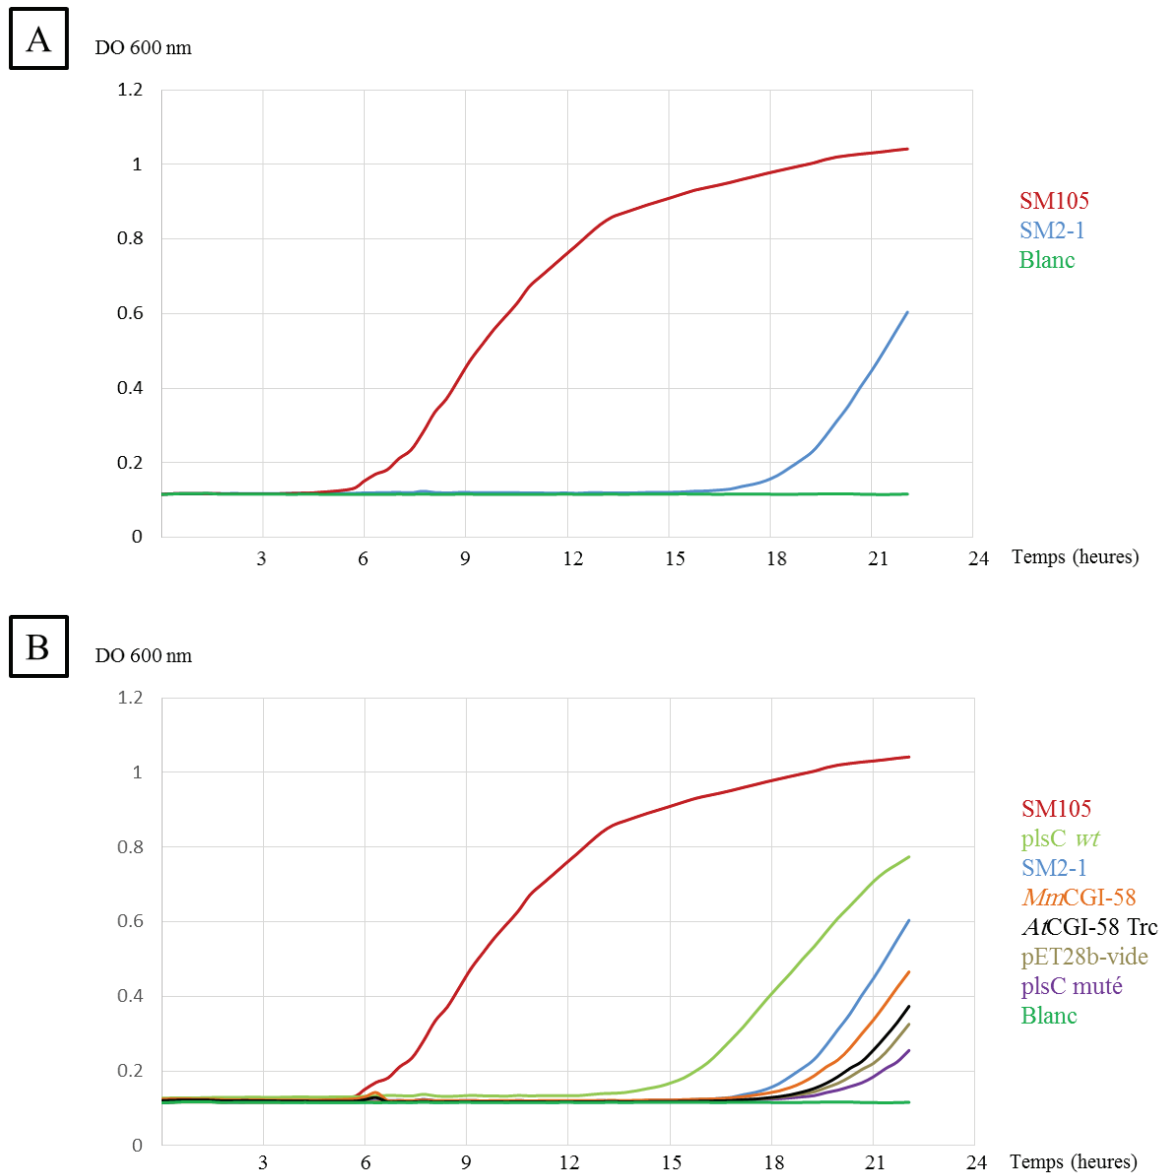 A
DO 600 nm
1.2
1
0.8
0.6
0.4
0.2
0
3 6 9 12 15 18 21 24 Temps (heures)
SM105
SM2-1
Blanc
B
DO 600 nm
1.2
1
0.8
0.6
0.4
0.2
0
3 6 9 12 15 18 21 24 Temps (heures)
SM105
plsC wt
SM2-1
MmCGI-58
AtCGI-58 Trc
pET28b-vide
plsC muté
Blanc